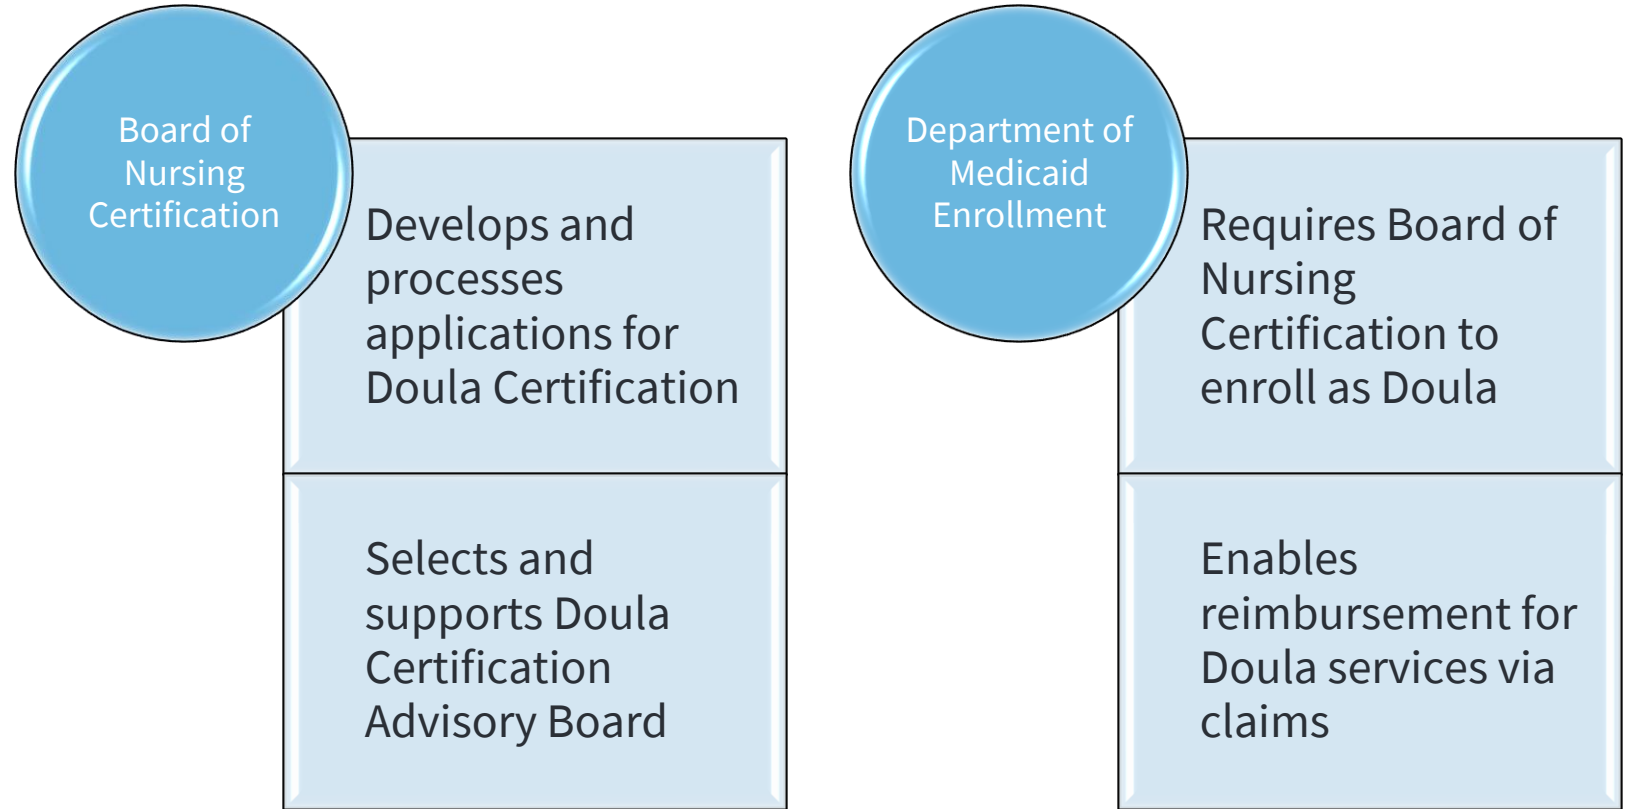 Board of
Nursing
Certification
Develops and
processes
applications for
Doula Certification
Selects and
supports Doula
Certification
Advisory Board
Department of
Medicaid
Enrollment
Requires Board of
Nursing
Certification to
enroll as Doula
Enables
reimbursement for
Doula services via
claims